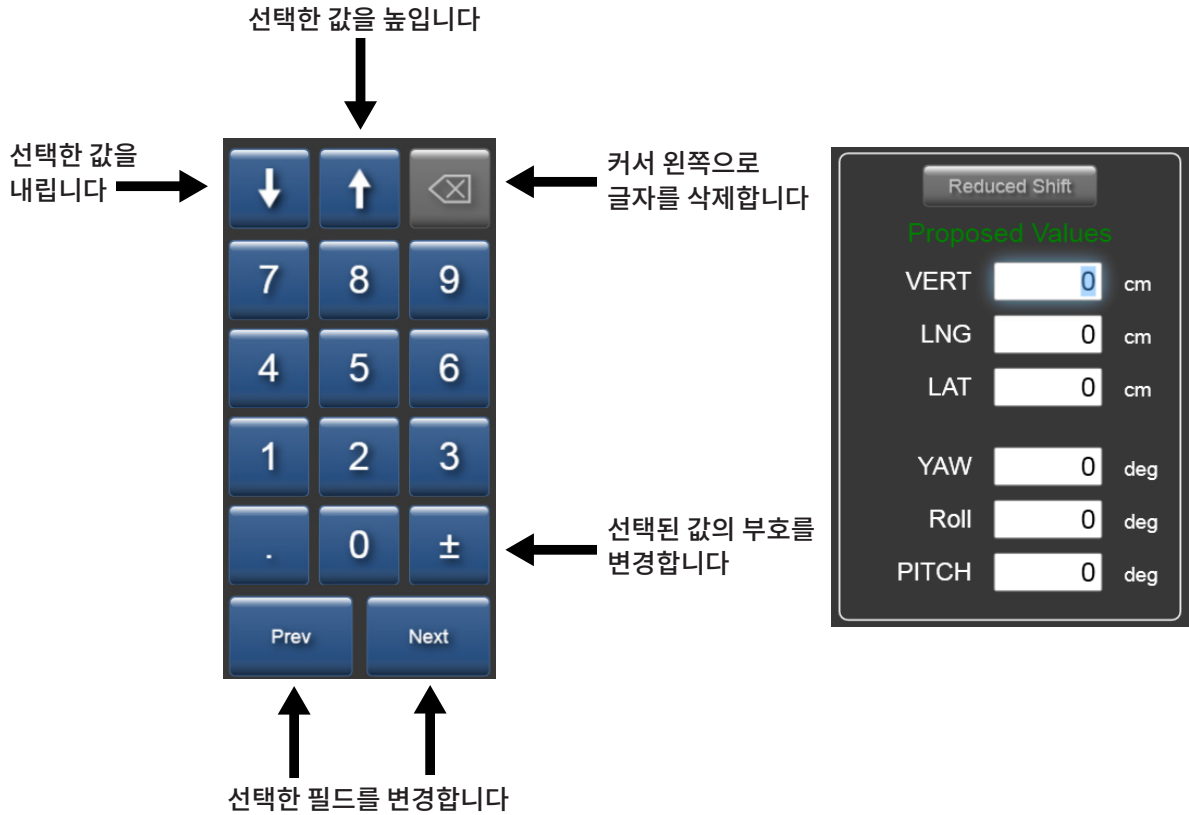 선택한 값을 높입니다
선택한 값을
내립니다
커서 왼쪽으로
글자를 삭제합니다
7 8 9
4 5 6
1 2 3
. 0 ±
선택된 값의 부호를
변경합니다
Prev Next
선택한 필드를 변경합니다
Reduced Shift
Proposed Values
VERT 0 cm
LNG 0 cm
LAT 0 cm
YAW 0 deg
Roll 0 deg
PITCH 0 deg